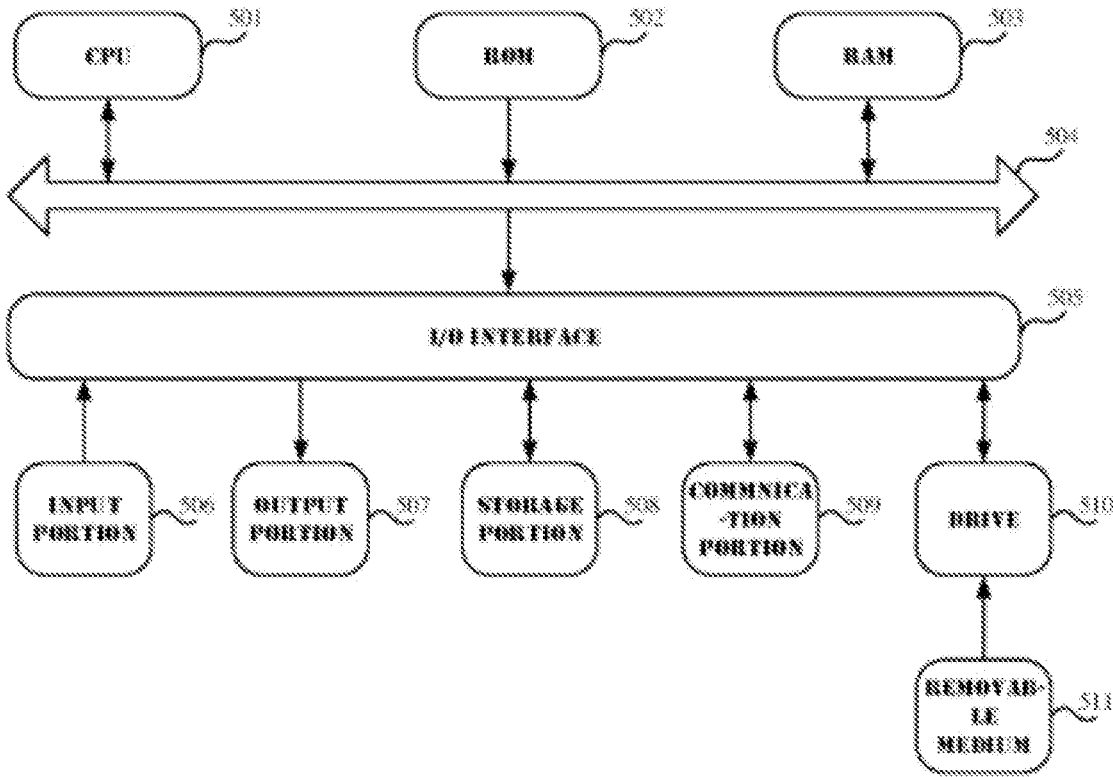 501
502
503
CPU
ROM
RAM
504
505
I/O INTERFACE
INPUT
PORTION
506
OUTPUT
PORTION
507
STORAGE
PORTION
508
COMMNICA
-TION
PORTION
509
DRIVE
510
REMOVAB-
LE
MEDIUM
511